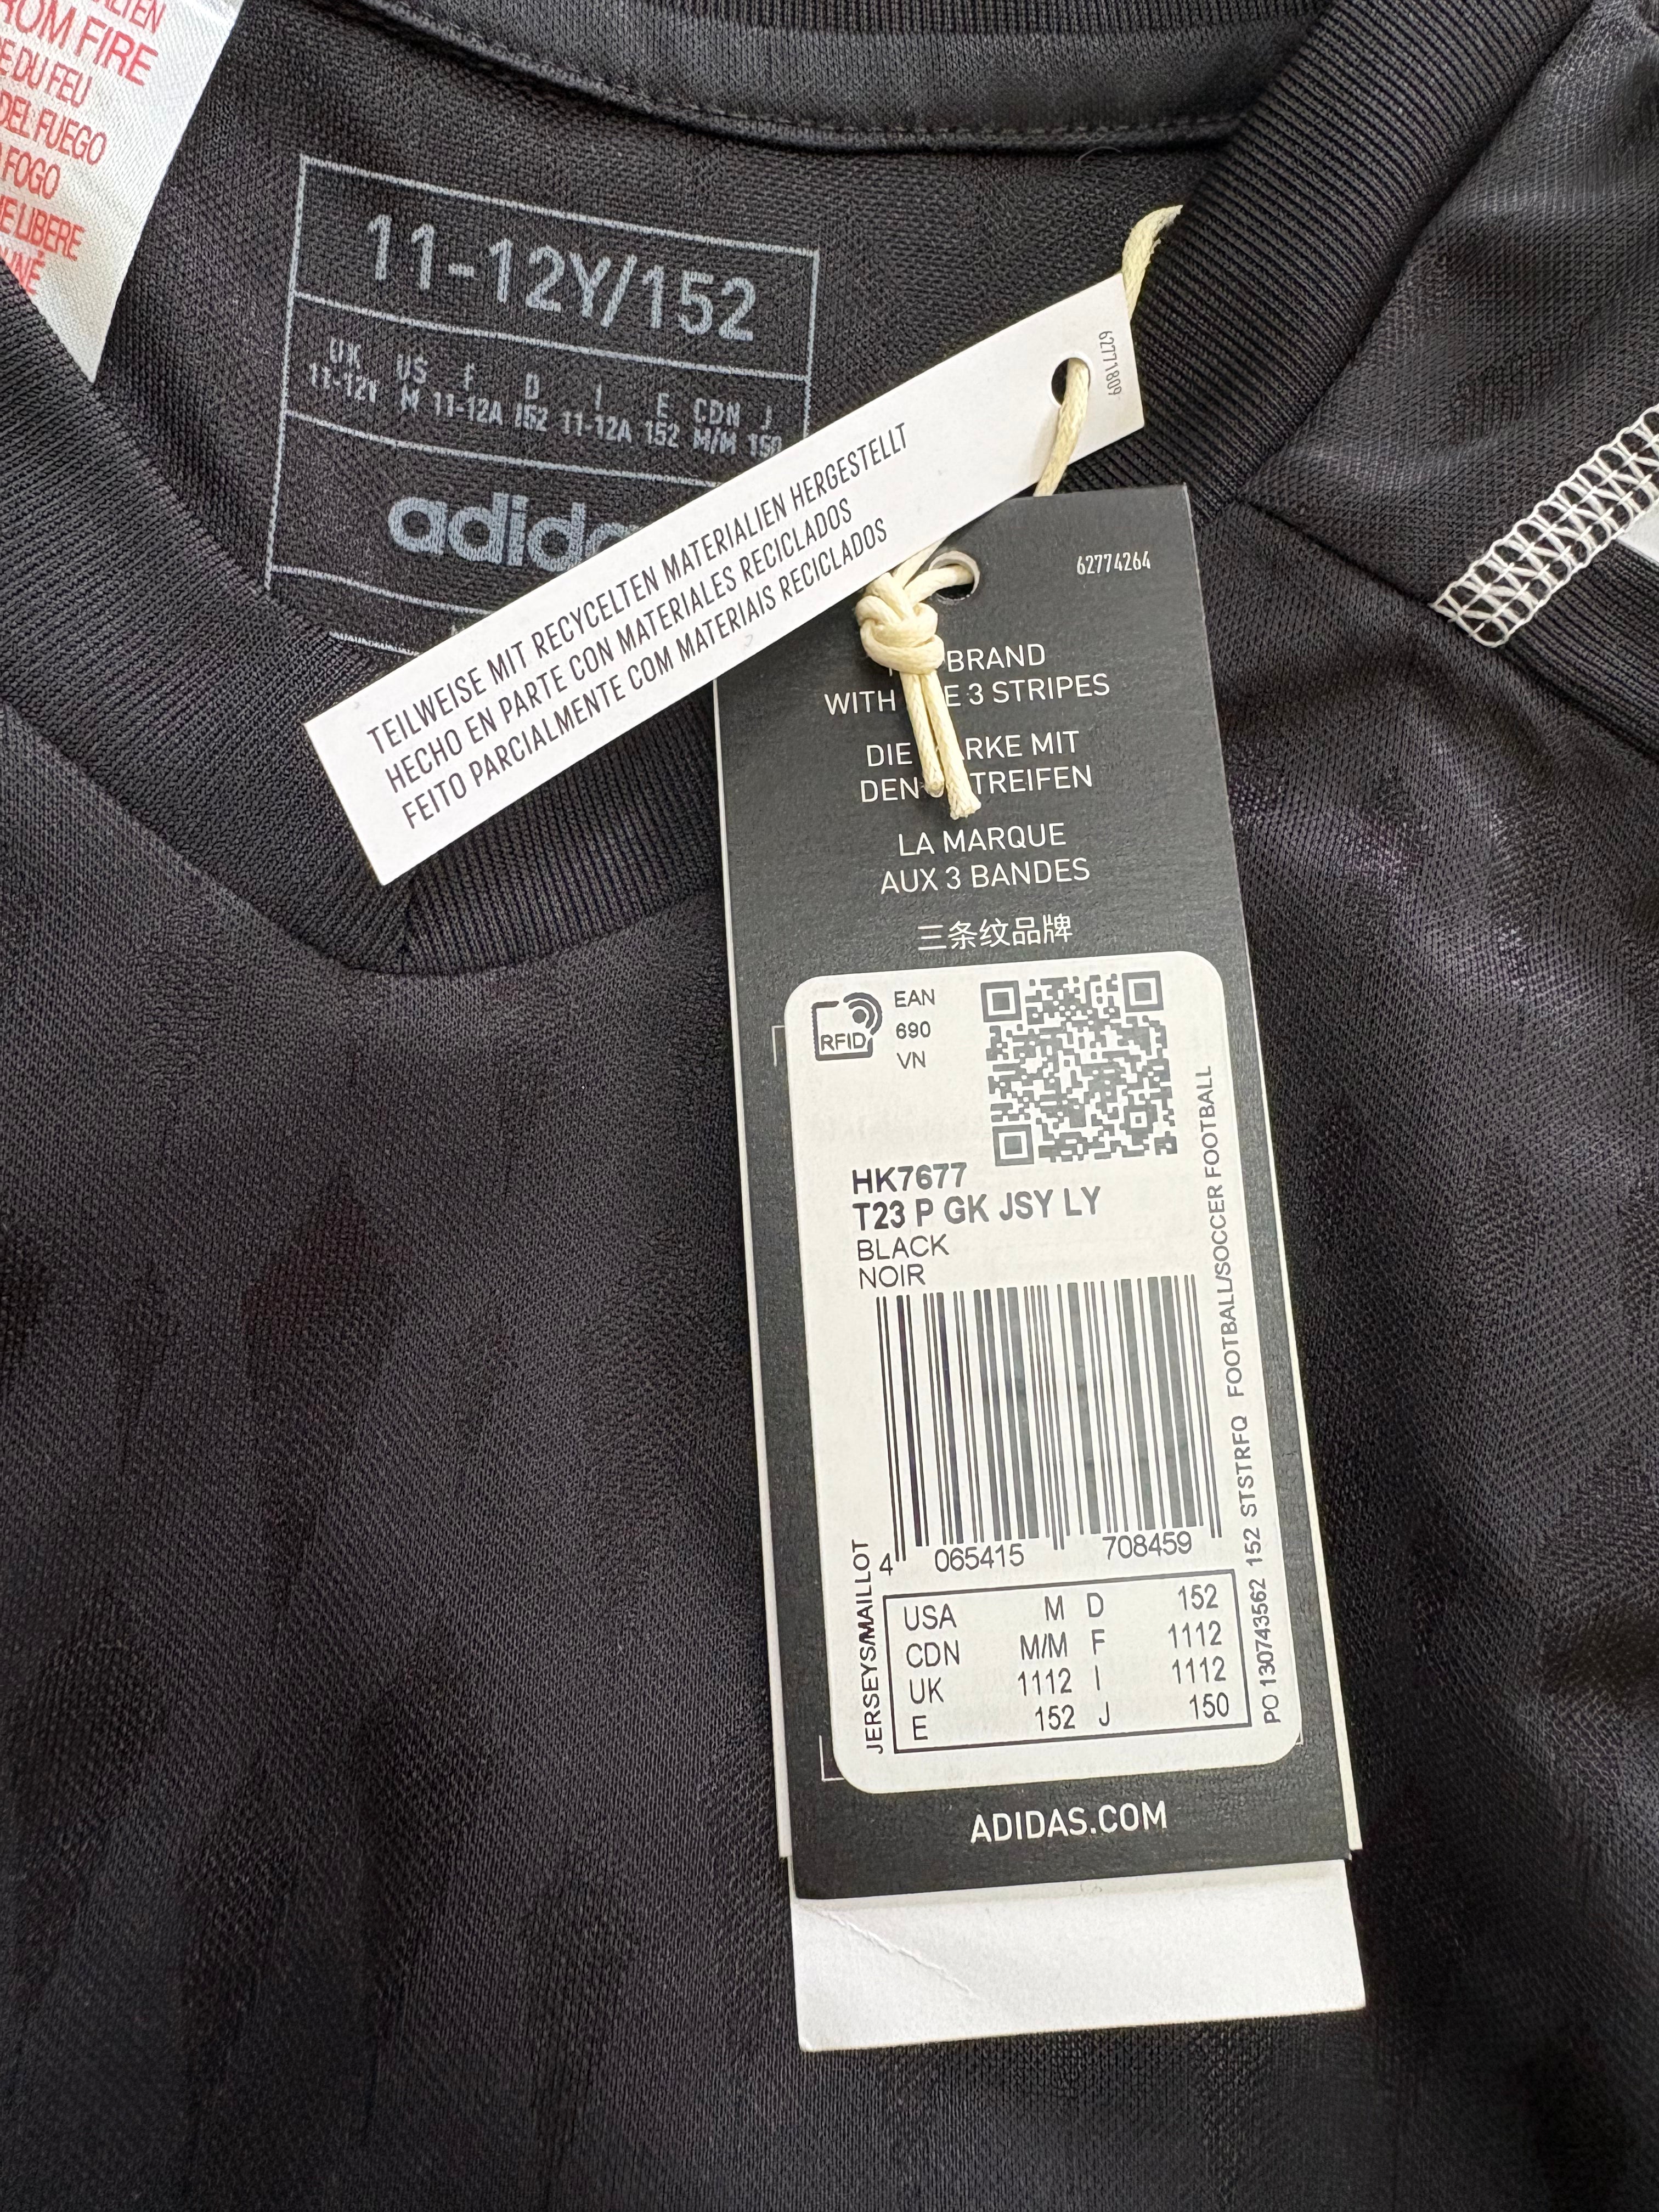 ROM FIRE
DU FEU
DEL FUEGO
FOGO
LIBERE
11-12Y/152
UK US F D I E CDN J
11-12Y M 11-12A 152 11-12A 152 M/M 150
62771809
TEILWEISE MIT RECYCELTEN MATERIALIEN HERGESTELLT
HECHO EN PARTE CON MATERIALES RECICLADOS
FEITO PARCIALMENTE COM MATERIAIS RECICLADOS
62774264
BRAND
WITH 3 STRIPES
DIE MIT
DEN
LA MARQUE
AUX 3 BANDES
三条纹品牌
RFID
EAN
690
VN
HK7677
T23 P GK JSY LY
BLACK
NOIR
4 065415 708459
JERSEYS/MAILLOT
USA M D 152
CDN M/M F 1112
UK 1112 I 1112
E 152 J 150
PO 130743562 152 STSTRFQ FOOTBALL/SOCCER FOOTBALL
ADIDAS.COM